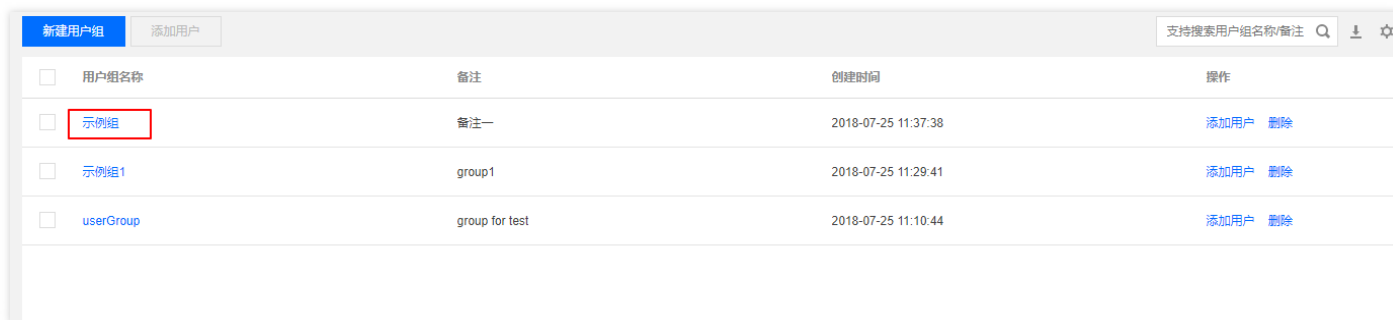 新建用户组 添加用户 支持搜索用户组名称/备注
用户组名称 备注 创建时间 操作
示例组 备注一 2018-07-25 11:37:38 添加用户 删除
示例组1 group1 2018-07-25 11:29:41 添加用户 删除
userGroup group for test 2018-07-25 11:10:44 添加用户 删除